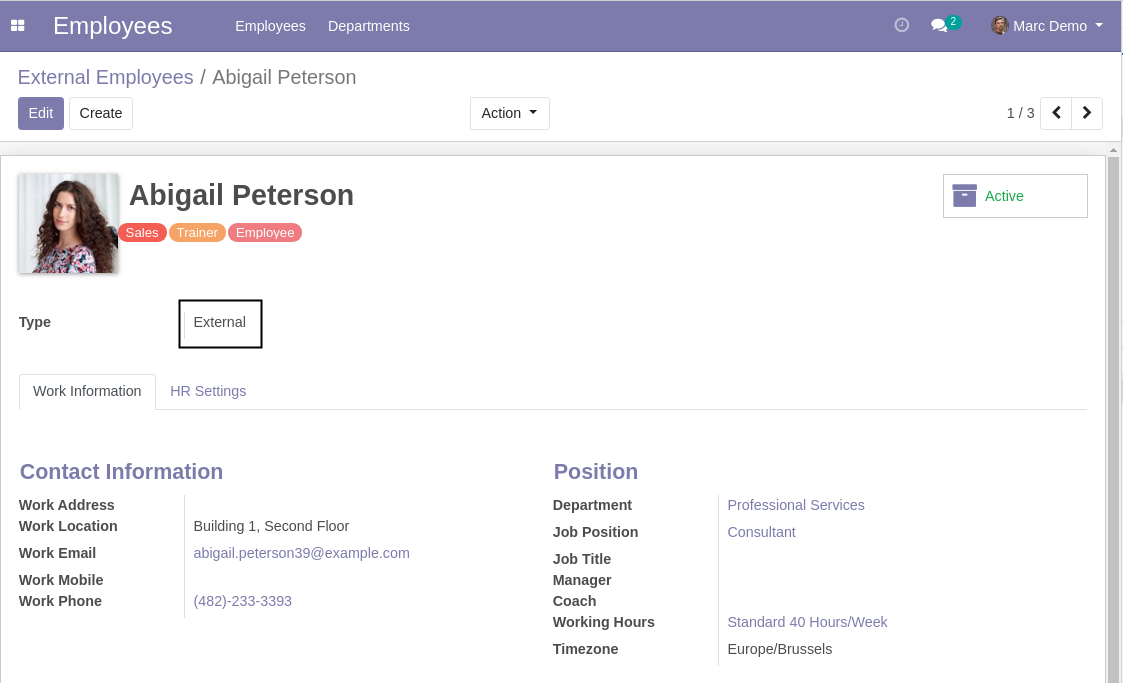 Employees Employees Departments 2 Marc Demo
External Employees / Abigail Peterson
Edit Create Action 1 / 3
Abigail Peterson
Active
Sales Trainer Employee
Type External
Work Information HR Settings
Contact Information
Work Address
Work Location Building 1, Second Floor
Work Email abigail.peterson39@example.com
Work Mobile
Work Phone (482)-233-3393
Position
Department Professional Services
Job Position Consultant
Job Title
Manager
Coach
Working Hours Standard 40 Hours/Week
Timezone Europe/Brussels